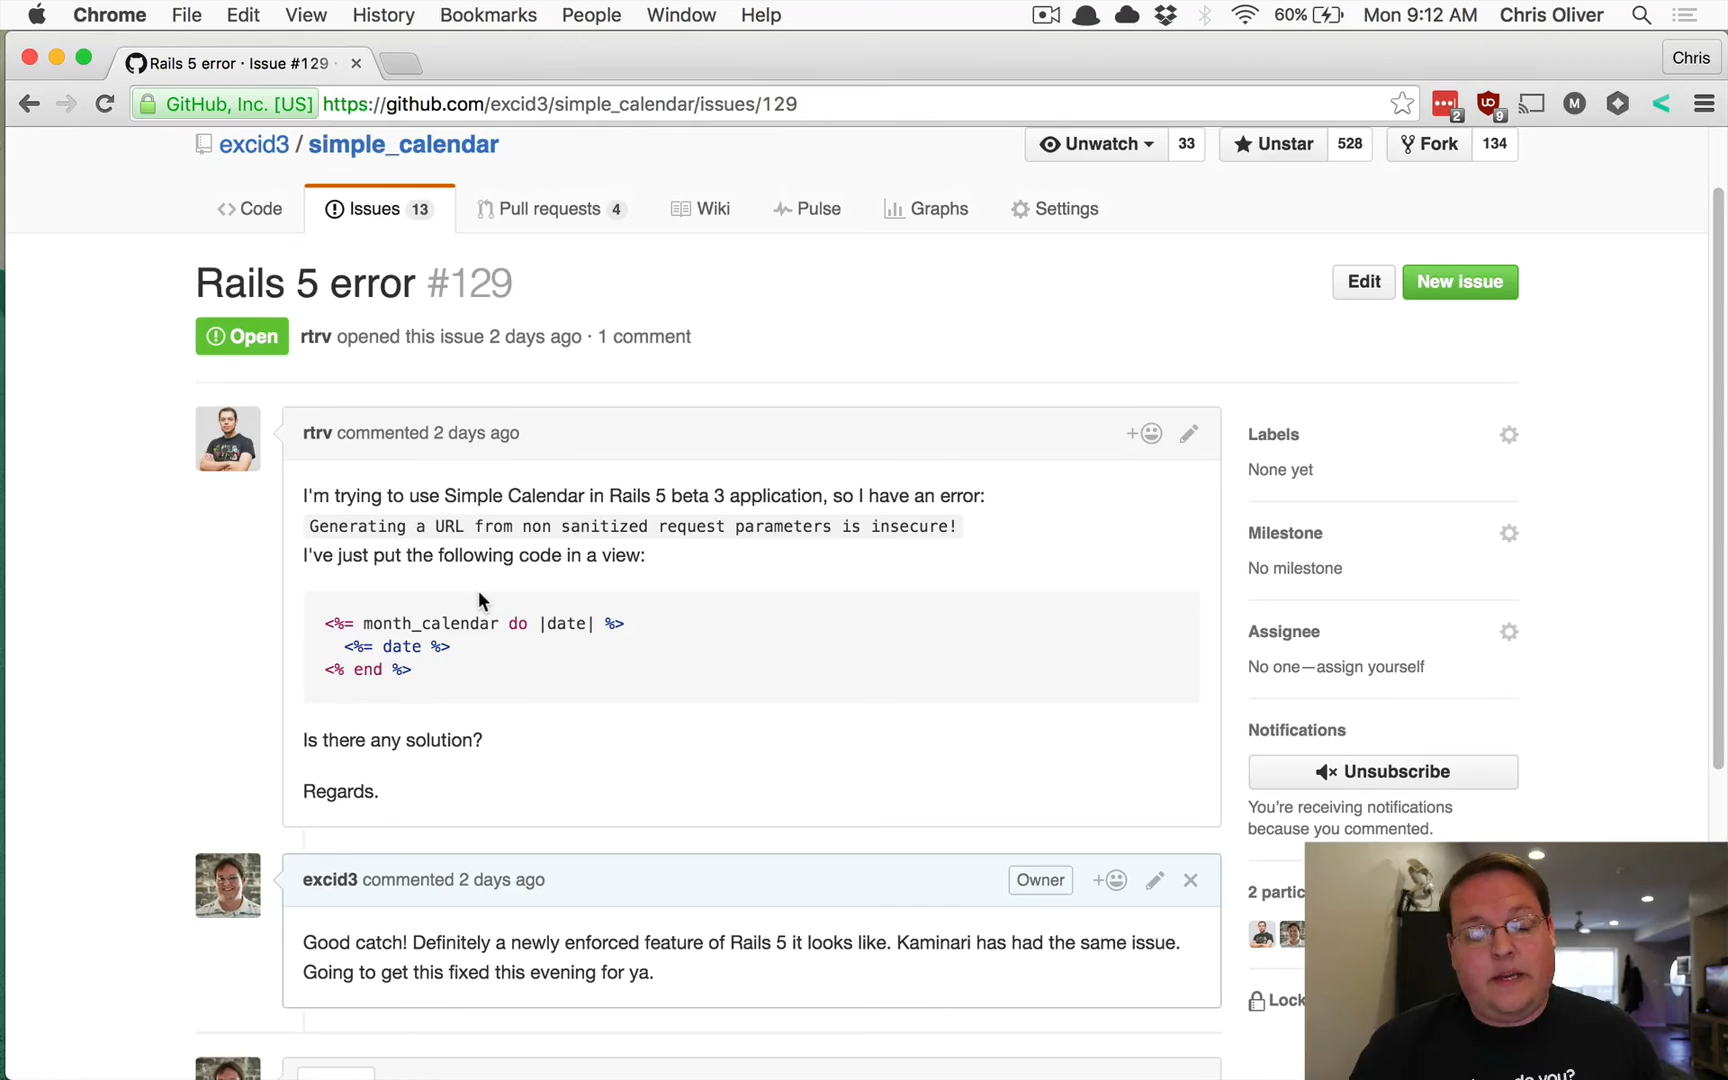 Chrome File Edit View History Bookmarks People Window Help 60% Mon 9:12 AM Chris Oliver
Rails 5 error · Issue #129 · Chris
GitHub, Inc. [US] https://github.com/excid3/simple_calendar/issues/129 2 9
excid3 / simple_calendar Unwatch 33 Unstar 528 Fork 134
Code Issues 13 Pull requests 4 Wiki Pulse Graphs Settings
Rails 5 error #129 Edit New issue
Open rtrv opened this issue 2 days ago · 1 comment
rtrv commented 2 days ago
I'm trying to use Simple Calendar in Rails 5 beta 3 application, so I have an error:
Generating a URL from non sanitized request parameters is insecure!
I've just put the following code in a view:
<%= month_calendar do |date| %>
<%= date %>
<% end %>
Is there any solution?
Regards.
excid3 commented 2 days ago Owner
Good catch! Definitely a newly enforced feature of Rails 5 it looks like. Kaminari has had the same issue.
Going to get this fixed this evening for ya.
Labels
None yet
Milestone
No milestone
Assignee
No one—assign yourself
Notifications
Unsubscribe
You're receiving notifications
because you commented.
2 partic
Lock
do you?